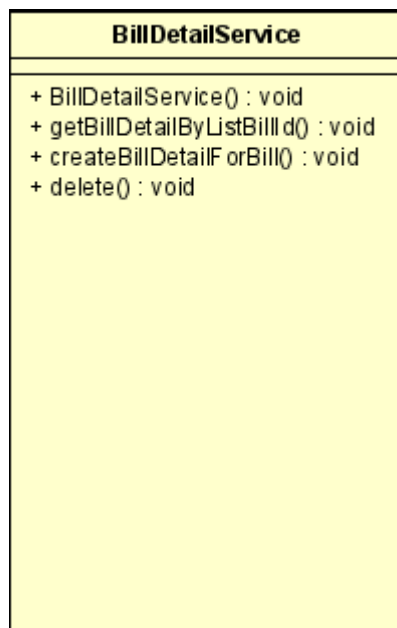 BillDetailService
+ BillDetailService() : void
+ getBillDetailByListBillId() : void
+ createBillDetailForBill() : void
+ delete() : void